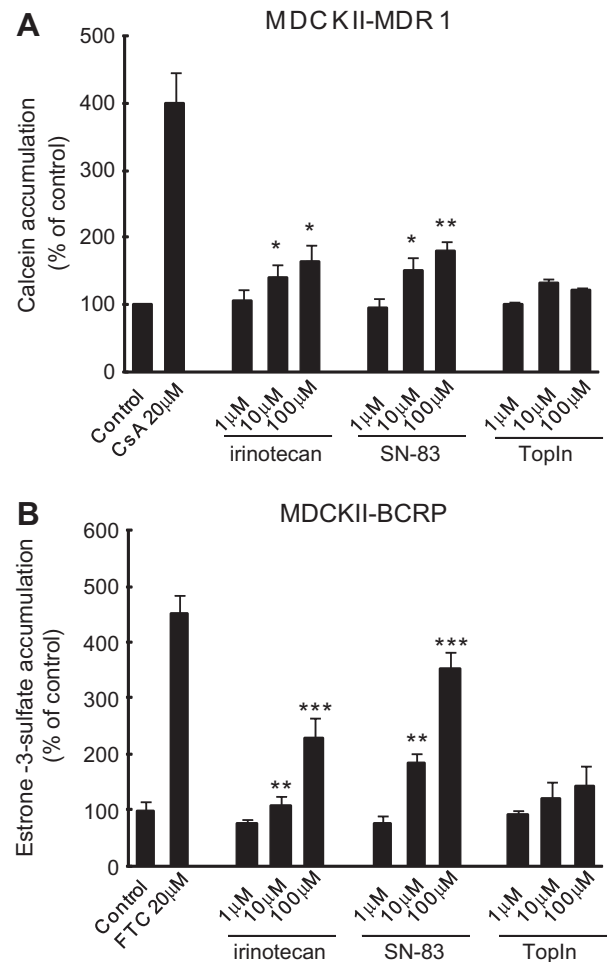 A
MDCKII-MDR1
Calcein accumulation
(% of control)
500
400
300
200
100
0
* * * **
Control
CsA 20μM
1μM
10μM
100μM
irinotecan
1μM
10μM
100μM
SN-83
1μM
10μM
100μM
TopIn
B
MDCKII-BCRP
Estrone -3-sulfate accumulation
(% of control)
600
500
400
300
200
100
0
** *** ** ***
Control
FTC 20μM
1μM
10μM
100μM
irinotecan
1μM
10μM
100μM
SN-83
1μM
10μM
100μM
TopIn